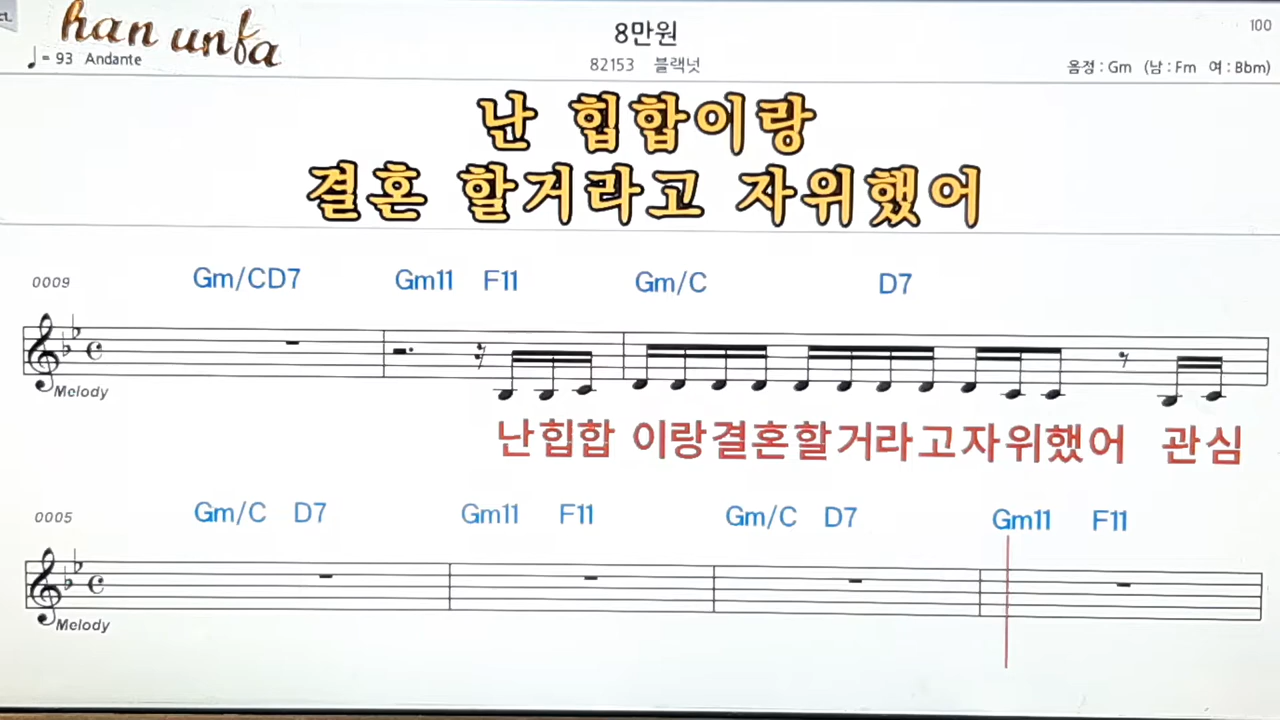 han unfa
8만원
100
♩= 93 Andante
82153 블랙넛
음정 : Gm (남 : Fm 여 : Bbm)
난 힙합이랑
결혼 할거라고 자위했어
0009 Gm/CD7 Gm11 F11 Gm/C D7
Melody
난힙합 이랑결혼할거라고자위했어 관심
0005 Gm/C D7 Gm11 F11 Gm/C D7 Gm11 F11
Melody